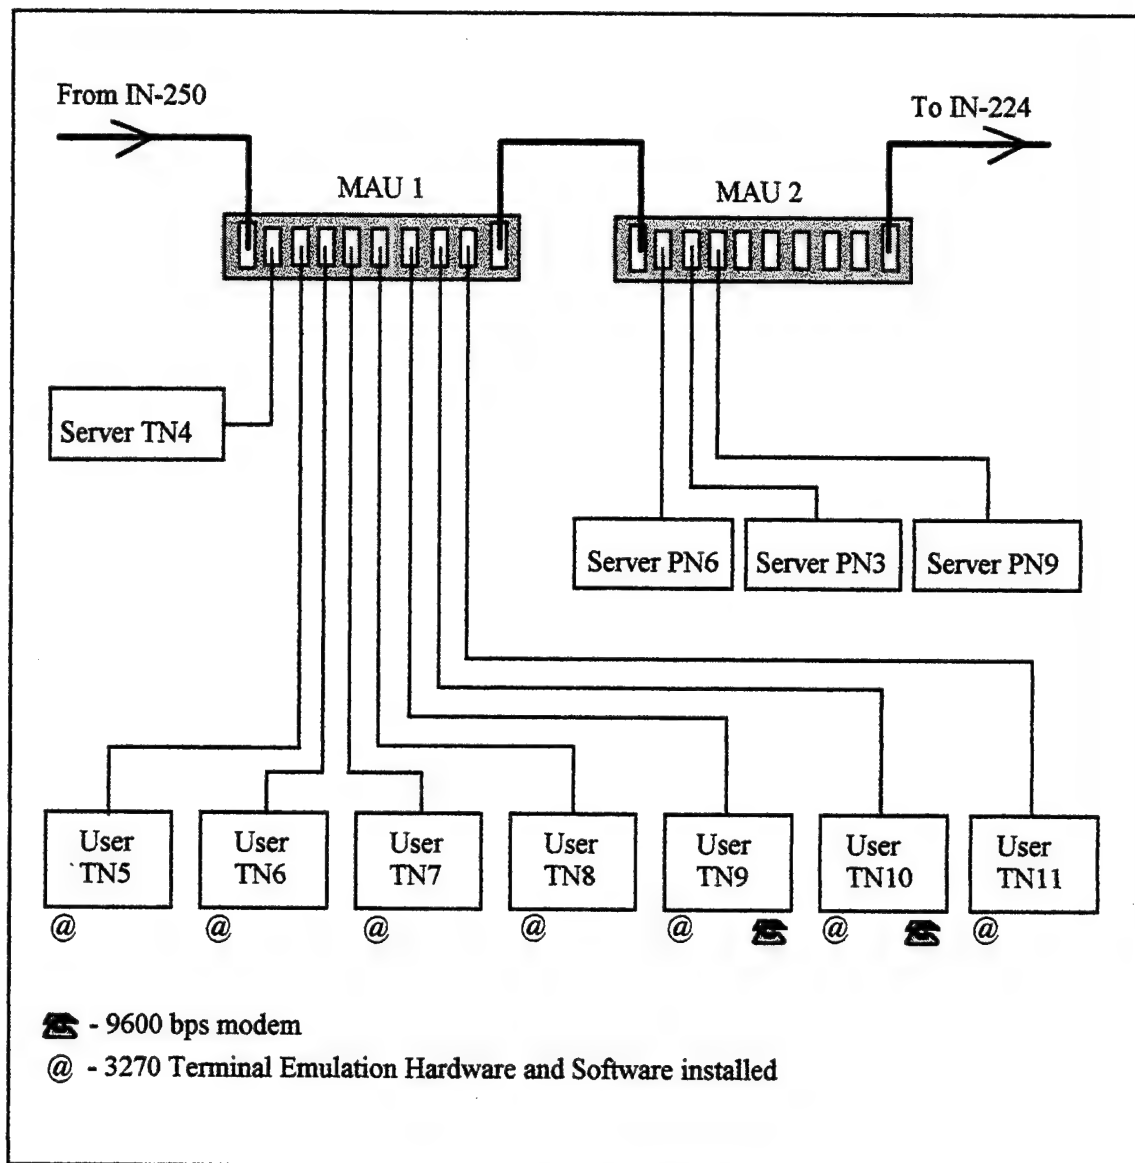 From IN-250
To IN-224
MAU 1
MAU 2
Server TN4
Server PN6
Server PN3
Server PN9
User
TN5
User
TN6
User
TN7
User
TN8
User
TN9
User
TN10
User
TN11
@
@
@
@
@
@
@
☎ - 9600 bps modem
@ - 3270 Terminal Emulation Hardware and Software installed